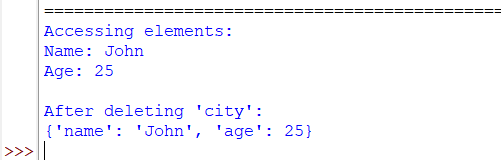 ===========================================
Accessing elements:
Name: John
Age: 25

After deleting 'city':
{'name': 'John', 'age': 25}
>>>